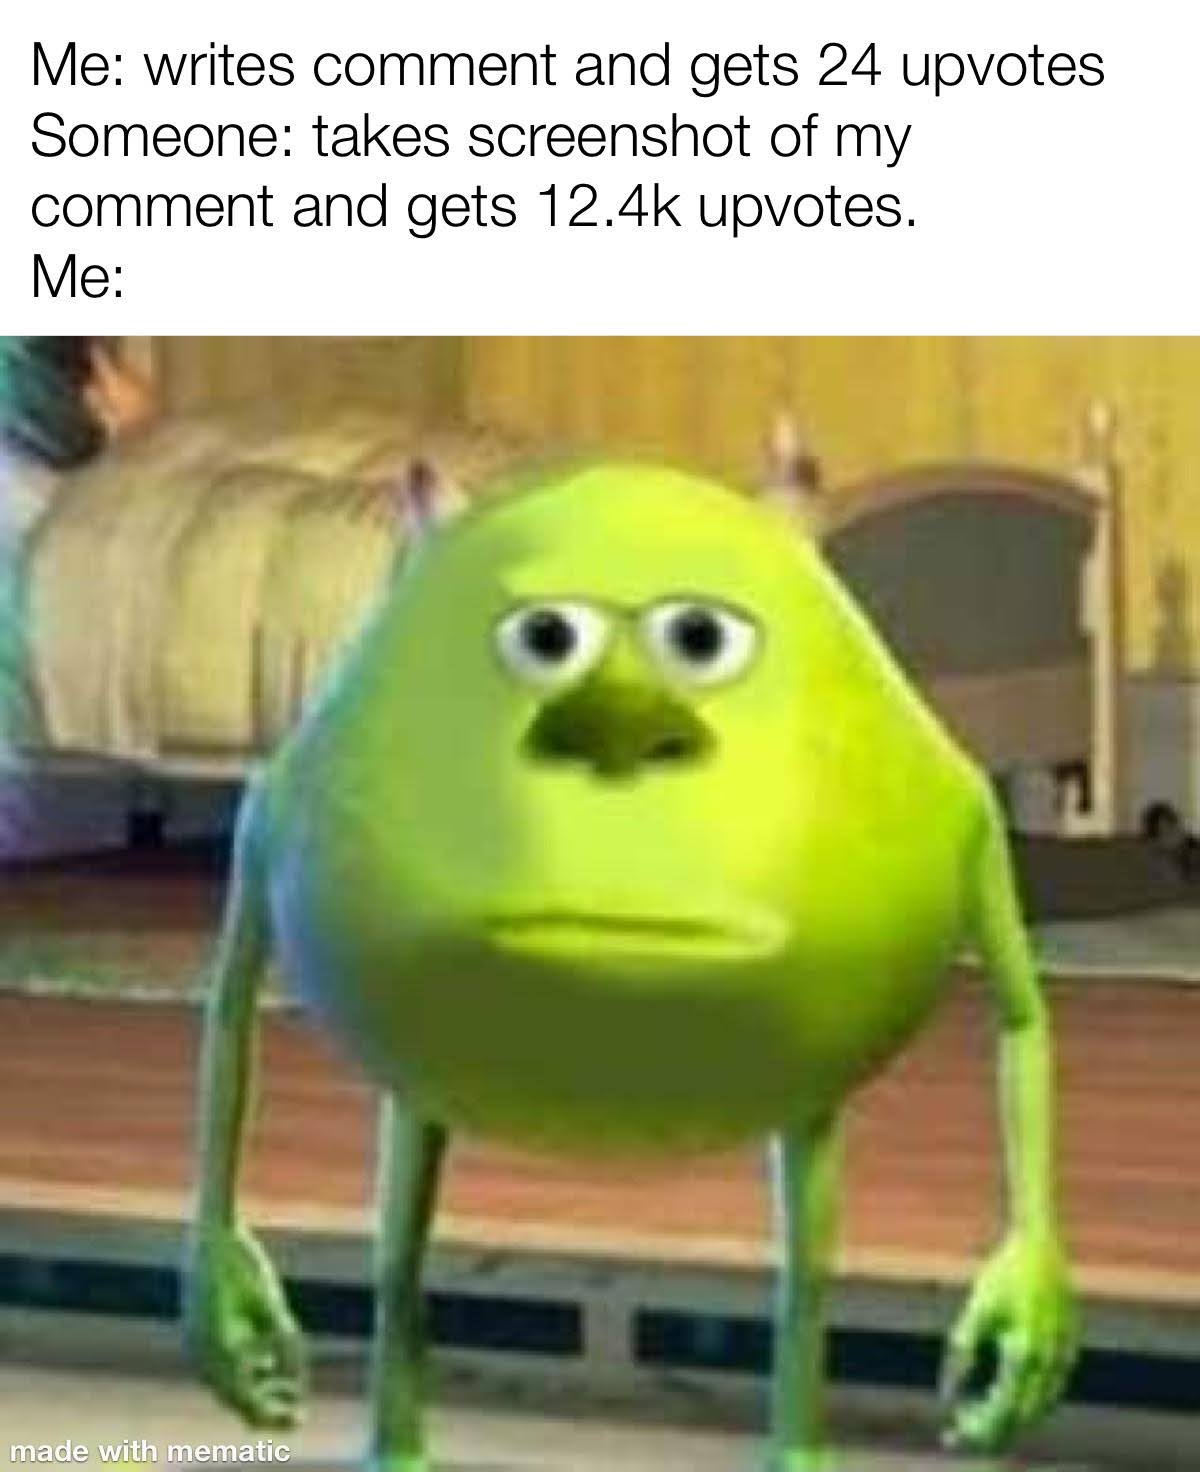 Me: writes comment and gets 24 upvotes
Someone: takes screenshot of my
comment and gets 12.4k upvotes.
Me:
made with mematic